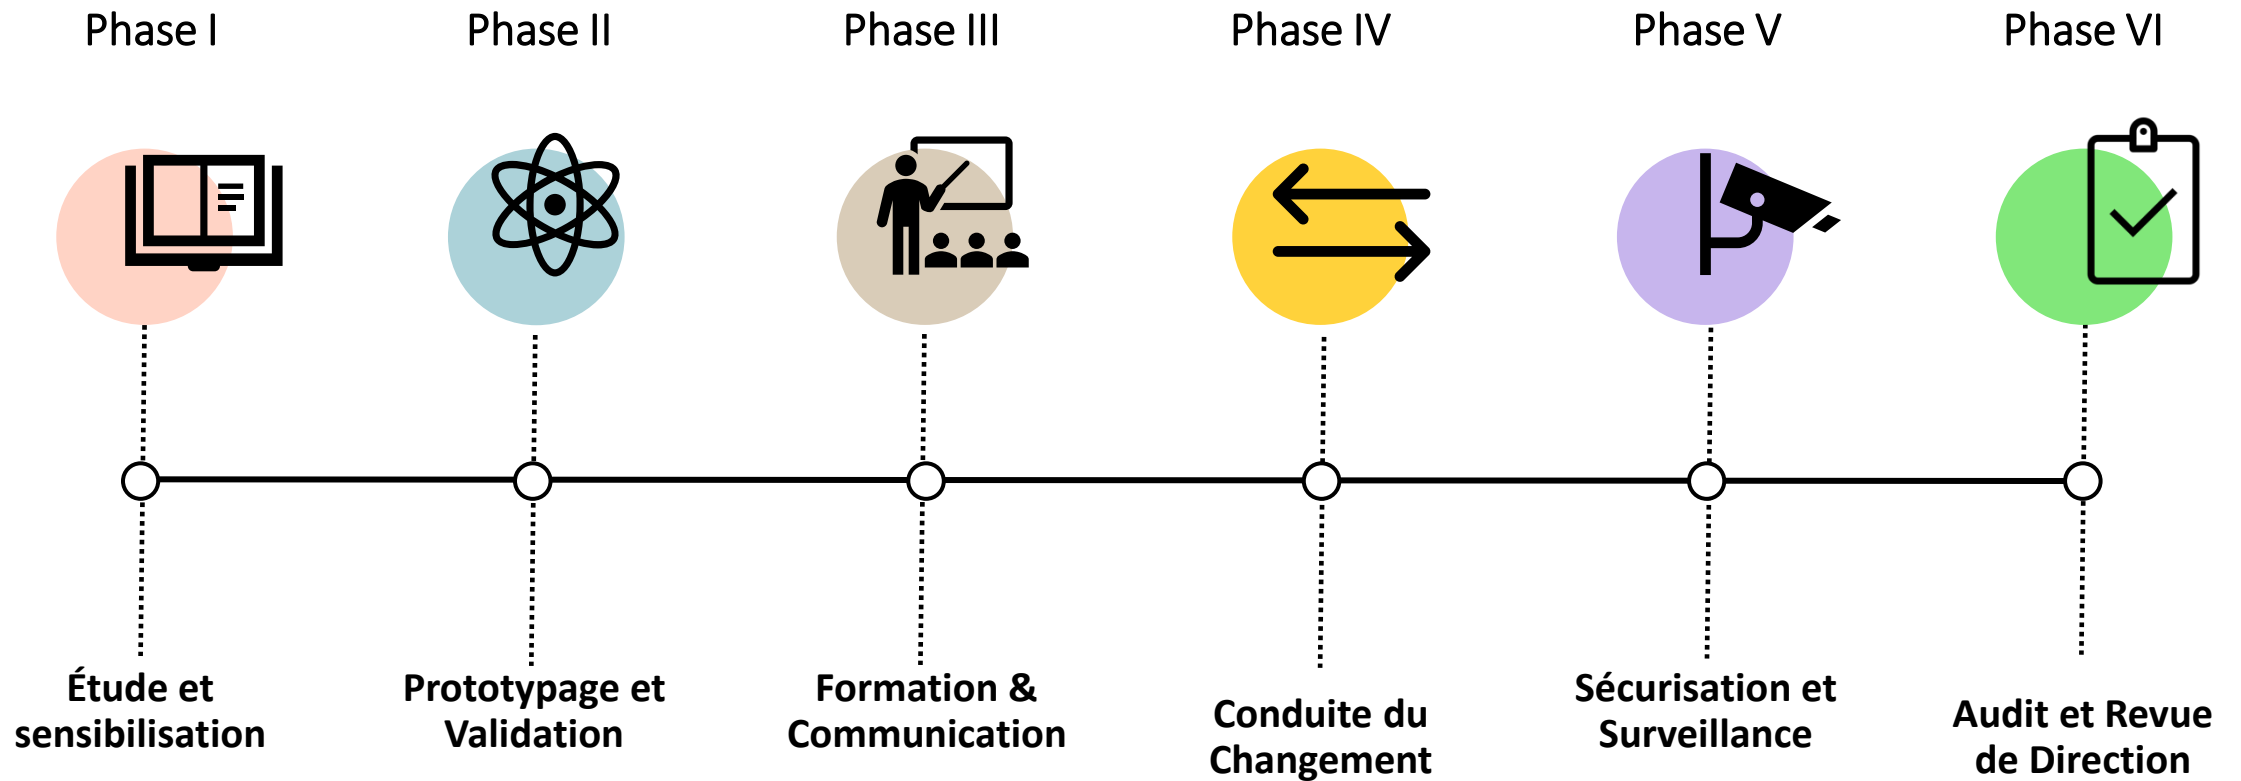 Phase I
Phase II
Phase III
Phase IV
Phase V
Phase VI
Étude et
sensibilisation
Prototypage et
Validation
Formation &
Communication
Conduite du
Changement
Sécurisation et
Surveillance
Audit et Revue
de Direction